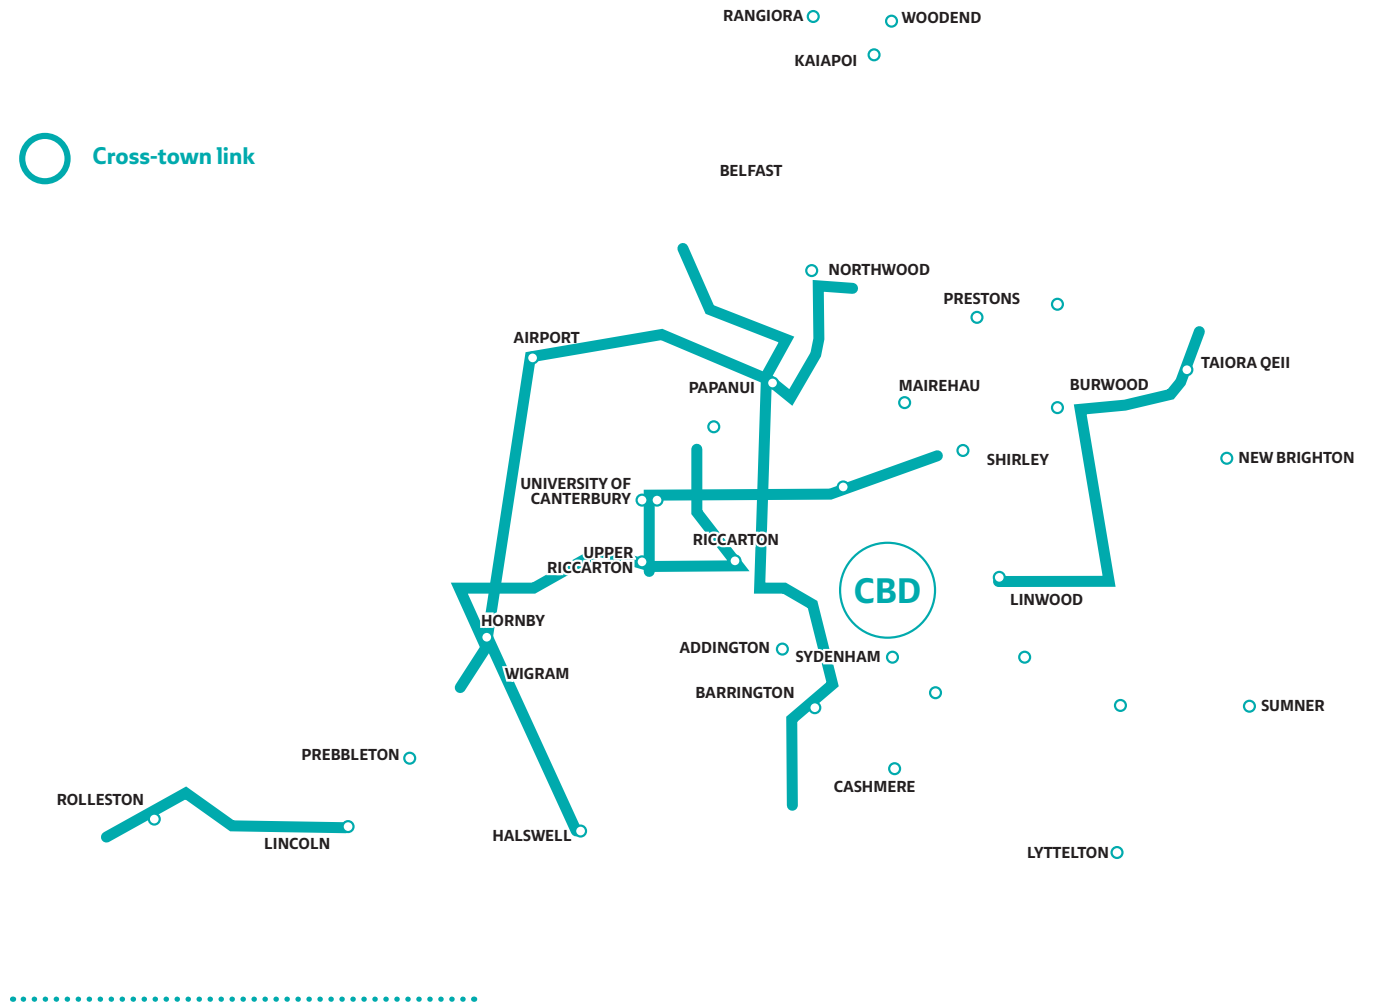 RANGIORA
WOODEND
KAIAPOI
Cross-town link
BELFAST
NORTHWOOD
PRESTONS
AIRPORT
TAIORA QEII
PAPANUI
MAIREHAU
BURWOOD
SHIRLEY
NEW BRIGHTON
UNIVERSITY OF
CANTERBURY
RICCARTON
UPPER
RICCARTON
CBD
LINWOOD
HORNBY
ADDINGTON
SYDENHAM
WIGRAM
BARRINGTON
SUMNER
PREBBLETON
CASHMERE
ROLLESTON
LINCOLN
HALSWELL
LYTTELTON